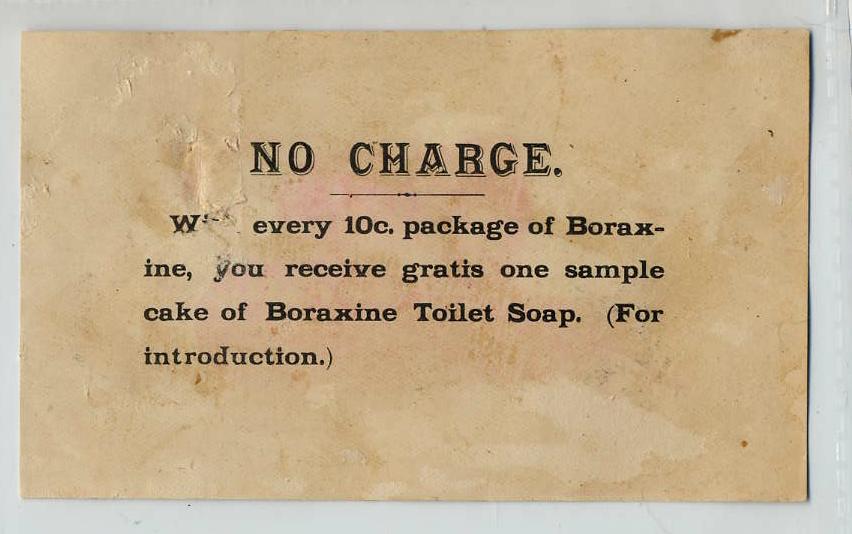 NO CHARGE.
every 10c. package of Borax-
ine, you receive gratis one sample
cake of Boraxine Toilet Soap. (For
introduction.)